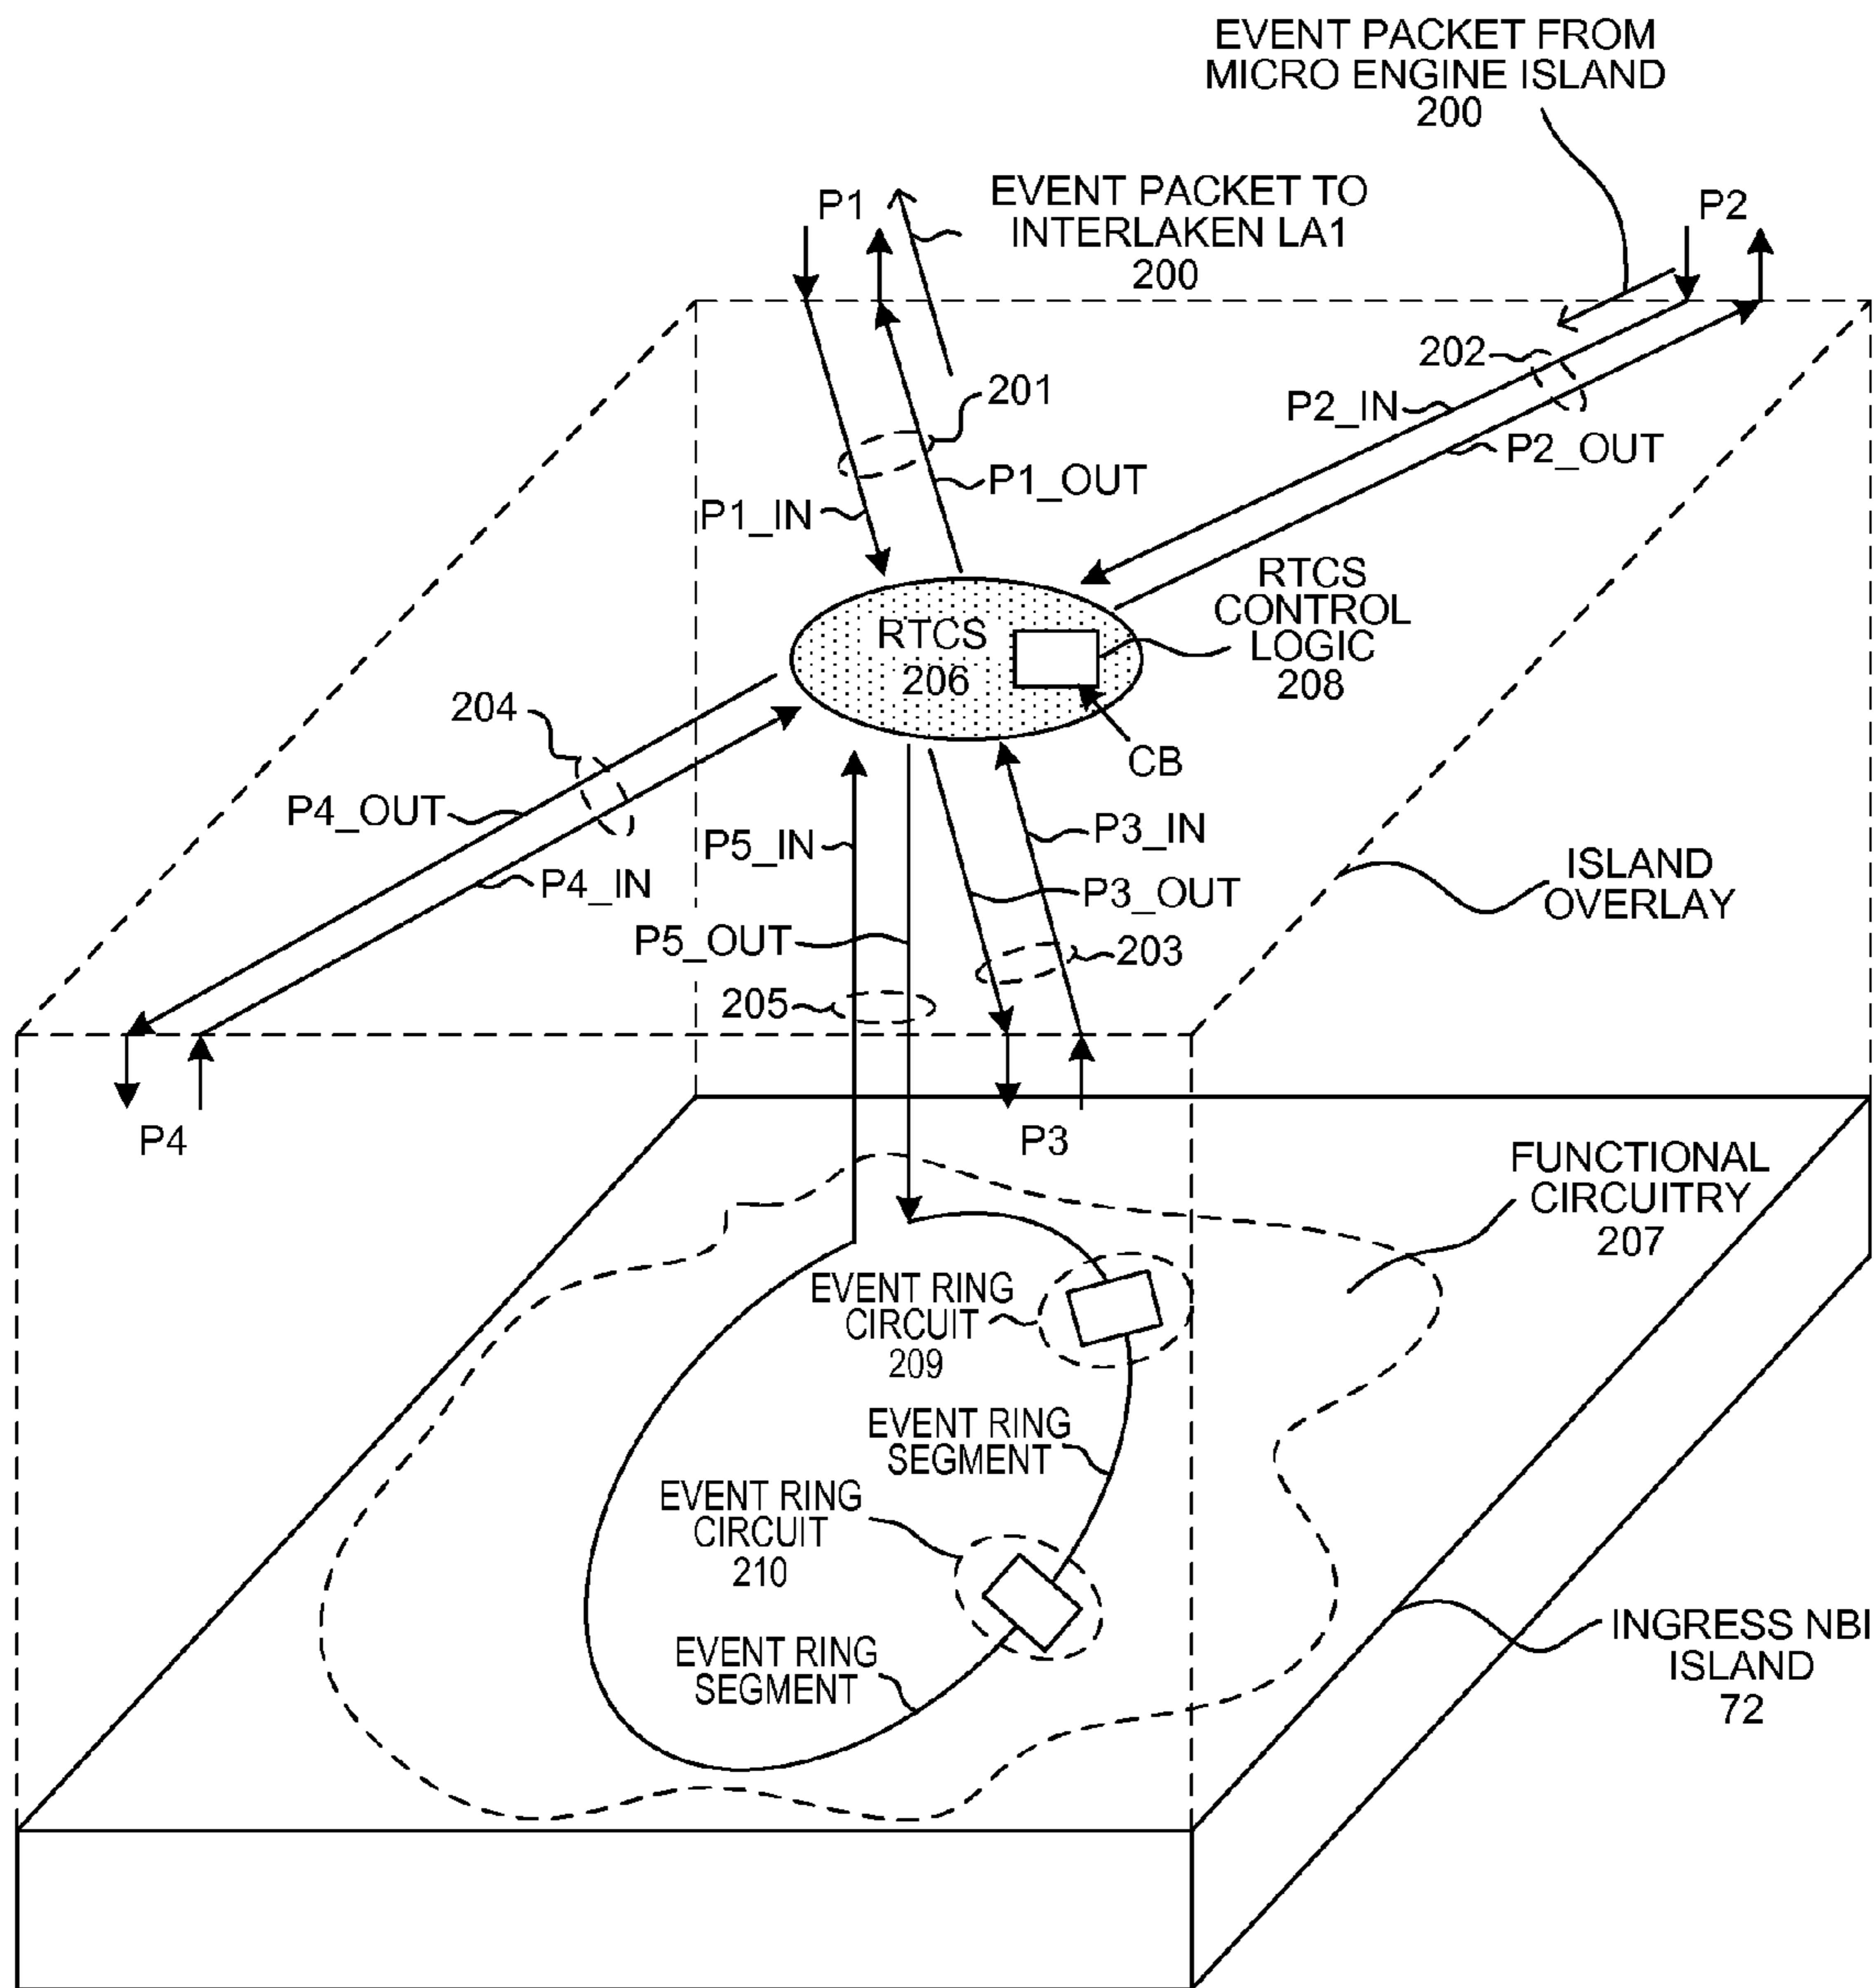 EVENT PACKET FROM
MICRO ENGINE ISLAND
200
P1
EVENT PACKET TO
INTERLAKEN LA1
200
P2
202
201
P2_IN
P2_OUT
P1_OUT
P1_IN
RTCS
CONTROL
LOGIC
208
RTCS
206
204
CB
P4_OUT
P5_IN
P3_IN
P4_IN
P3_OUT
ISLAND
OVERLAY
P5_OUT
203
205
P4
P3
FUNCTIONAL
CIRCUITRY
207
EVENT RING
CIRCUIT
209
EVENT RING
SEGMENT
EVENT RING
CIRCUIT
210
INGRESS NBI
ISLAND
72
EVENT RING
SEGMENT